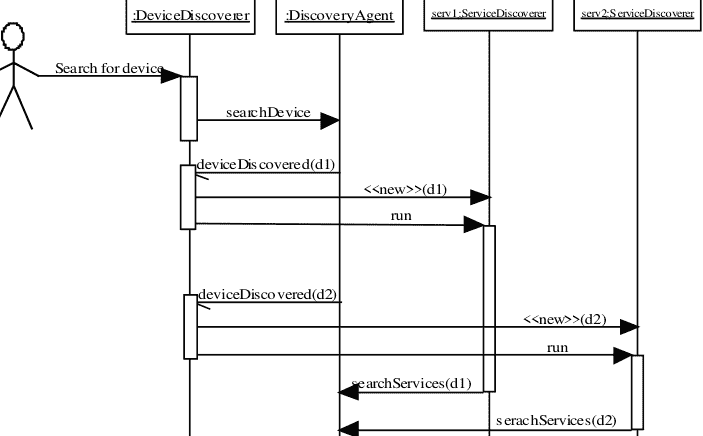 :DeviceDiscoverer
:DiscoveryAgent
serv1:ServiceDiscoverer
serv2:ServiceDiscoverer
Search for device
searchDevice
deviceDiscovered(d1)
<<new>>(d1)
run
deviceDiscovered(d2)
<<new>>(d2)
run
searchServices(d1)
serachServices(d2)